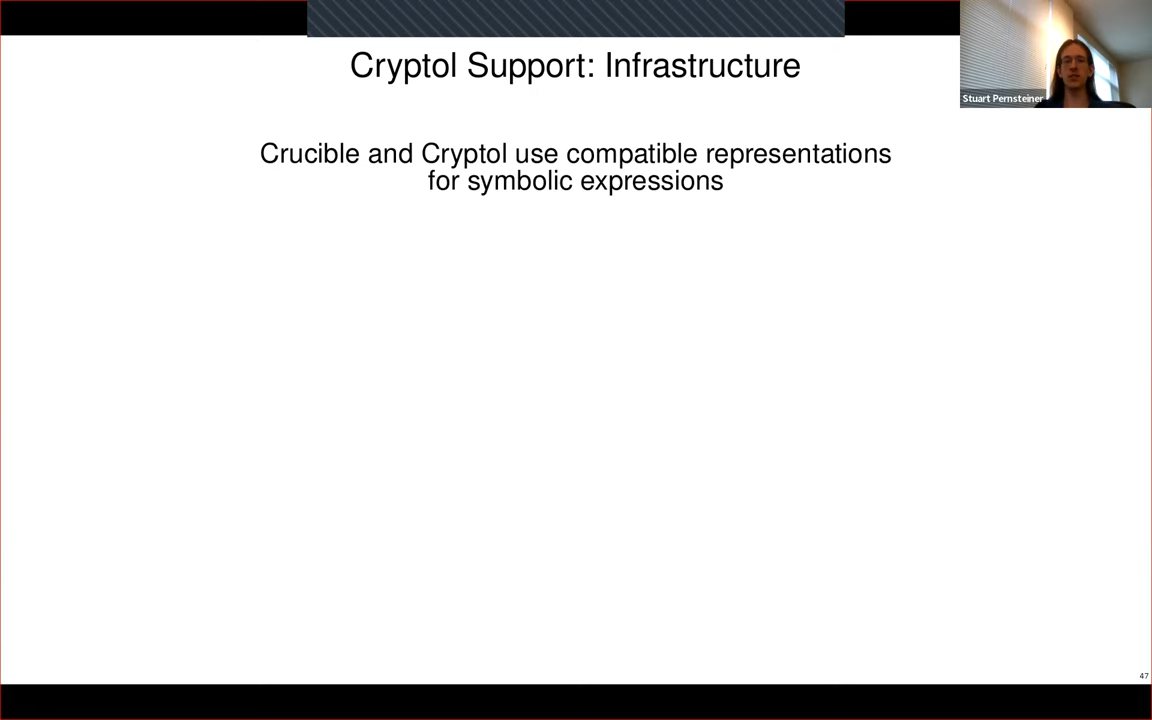 Cryptol Support: Infrastructure
Stuart Pernsteiner
Crucible and Cryptol use compatible representations
for symbolic expressions
47